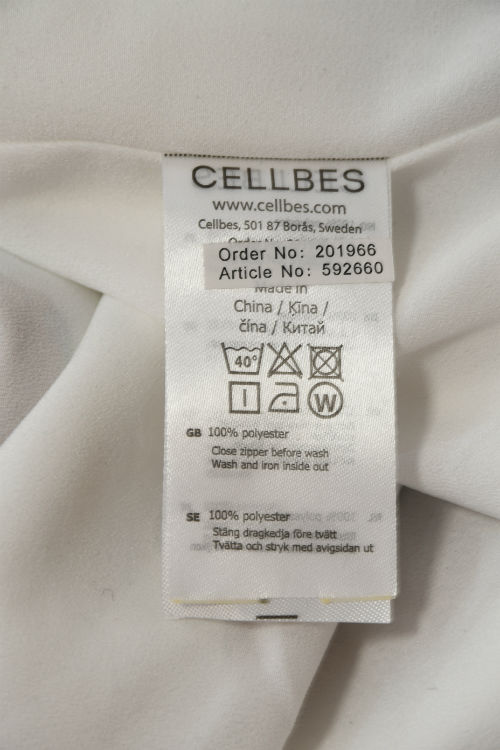 CELLBES
www.cellbes.com
Cellbes, 501 87 Borås, Sweden
Order No: 201966
Article No: 592660
Made in
China / Ķīna /
čína / Китай
40°
W
GB 100% polyester
Close zipper before wash
Wash and iron inside out
SE 100% polyester
Stäng dragkedja före tvätt
Tvätta och stryk med avigsidan ut